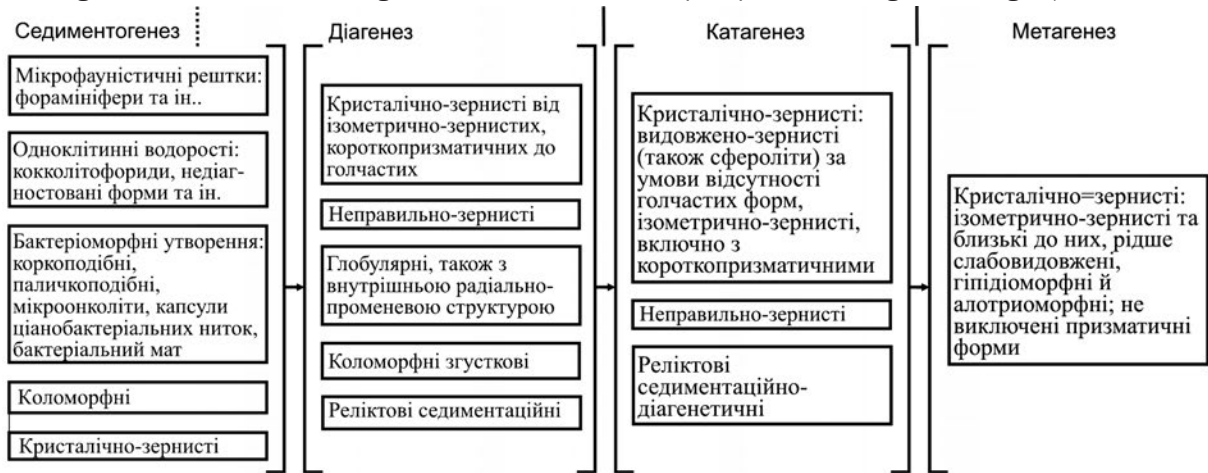 Седиментогенез
Діагенез
Катагенез
Метагенез
Мікрофауністичні рештки:
форамініфери та ін..
Одноклітинні водорості:
кокколітофориди, недіаг-
ностовані форми та ін.
Бактеріоморфні утворення:
коркоподібні,
паличкоподібні,
мікроонколіти, капсули
ціанобактеріальних ниток,
бактеріальний мат
Коломорфні
Кристалічно-зернисті
Кристалічно-зернисті від
ізометрично-зернистих,
короткопризматичних до
голчастих
Неправильно-зернисті
Глобулярні, також з
внутрішньою радіально-
променевою структурою
Коломорфні згусткові
Реліктові седиментаційні
Кристалічно-зернисті:
видовжено-зернисті
(також сфероліти) за
умови відсутності
голчастих форм,
ізометрично-зернисті,
включно з
короткопризматичними
Неправильно-зернисті
Реліктові
седиментаційно-
діагенетичні
Кристалічно=зернисті:
ізометрично-зернисті та
близькі до них, рідше
слабовидовжені,
гіпідіоморфні й
алотриоморфні; не
виключені призматичні
форми